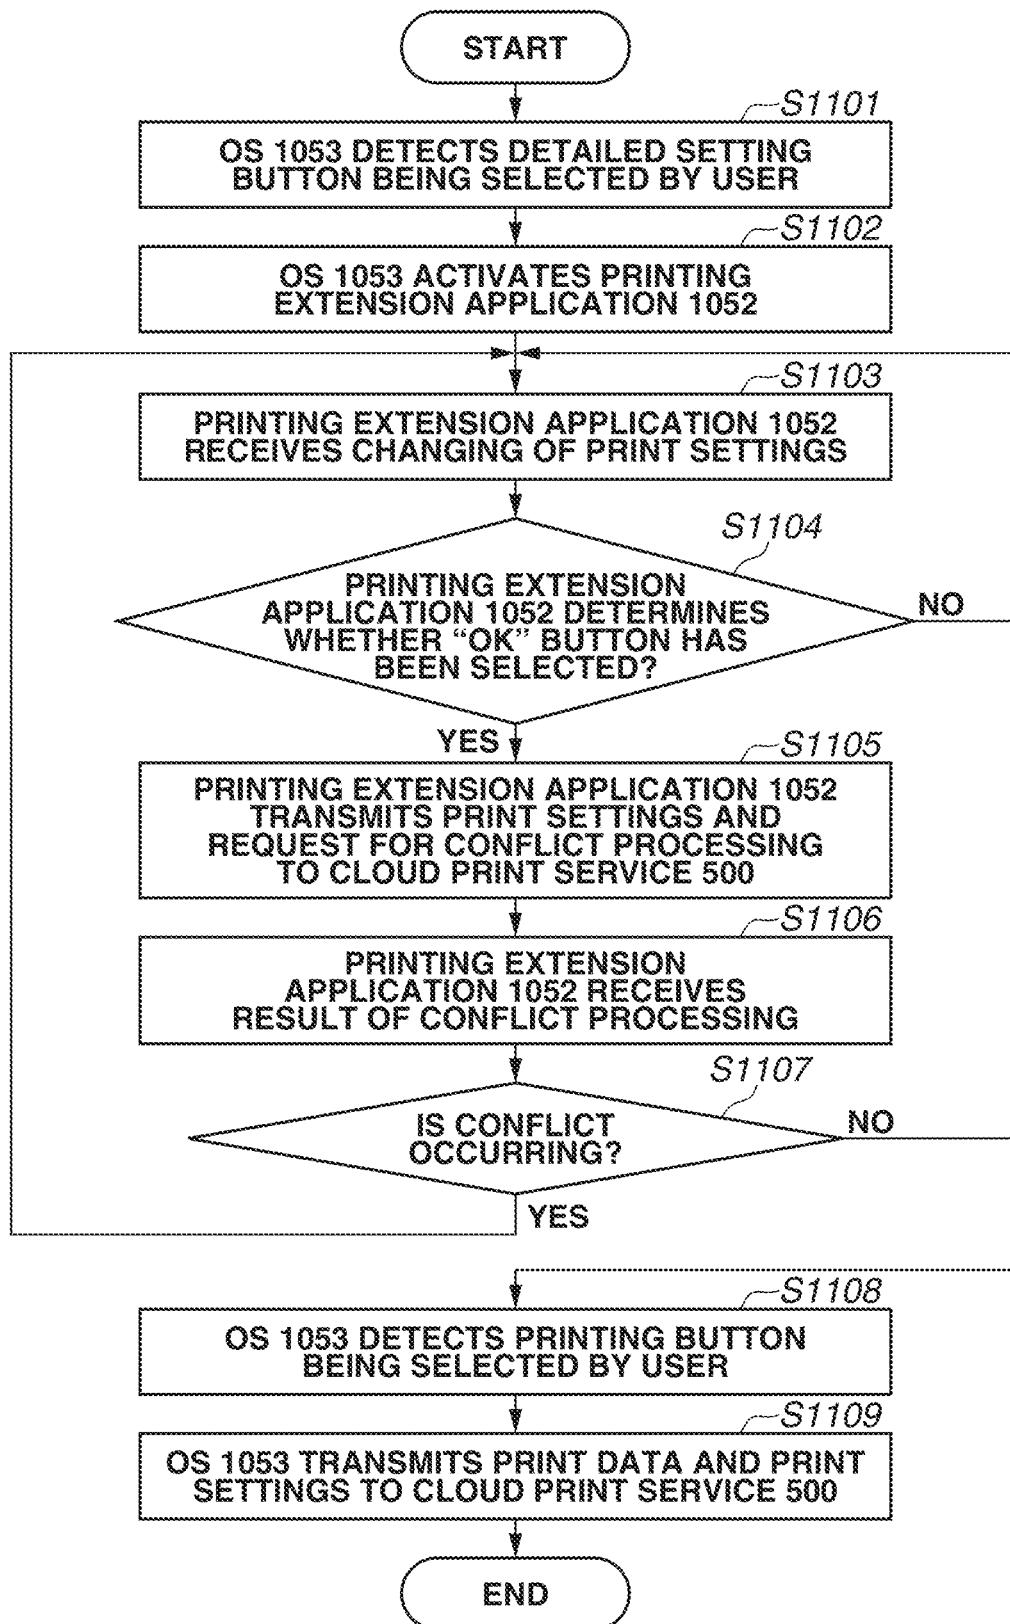 START
S1101
OS 1053 DETECTS DETAILED SETTING
BUTTON BEING SELECTED BY USER
S1102
OS 1053 ACTIVATES PRINTING
EXTENSION APPLICATION 1052
S1103
PRINTING EXTENSION APPLICATION 1052
RECEIVES CHANGING OF PRINT SETTINGS
S1104
PRINTING EXTENSION
APPLICATION 1052 DETERMINES
WHETHER “OK” BUTTON HAS
BEEN SELECTED?
NO
YES
S1105
PRINTING EXTENSION APPLICATION 1052
TRANSMITS PRINT SETTINGS AND
REQUEST FOR CONFLICT PROCESSING
TO CLOUD PRINT SERVICE 500
S1106
PRINTING EXTENSION
APPLICATION 1052 RECEIVES
RESULT OF CONFLICT PROCESSING
S1107
IS CONFLICT
OCCURRING?
NO
YES
S1108
OS 1053 DETECTS PRINTING BUTTON
BEING SELECTED BY USER
S1109
OS 1053 TRANSMITS PRINT DATA AND PRINT
SETTINGS TO CLOUD PRINT SERVICE 500
END